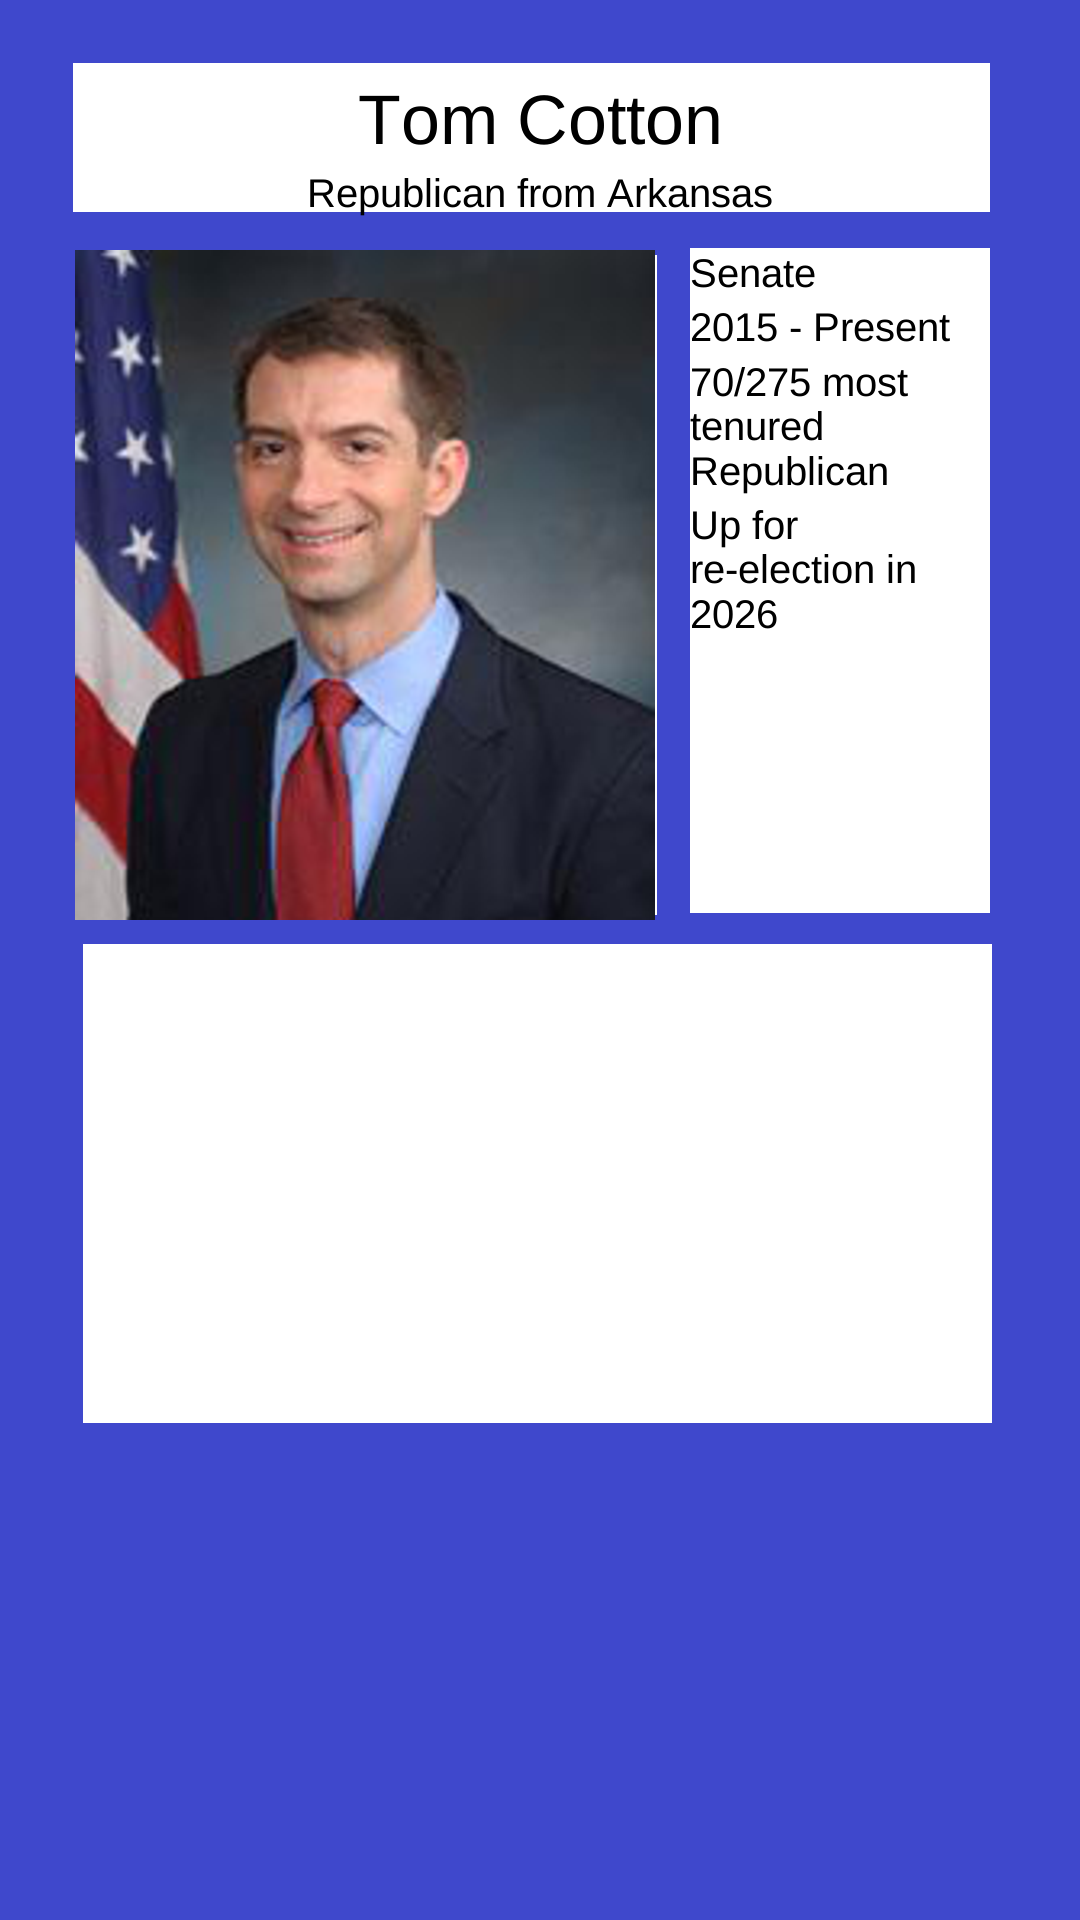 Tom Cotton
Republican from Arkansas
Senate
2015 - Present
70/275 most
tenured
Republican
Up for
re-election in
2026